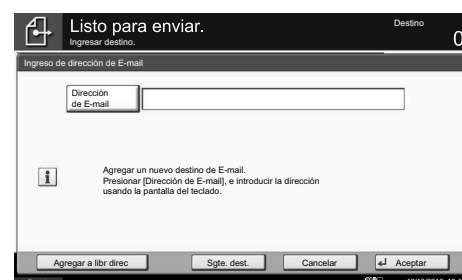 Listo para enviar.
Ingresar destino.
Destino
0
Ingreso de dirección de E-mail
Dirección
de E-mail
i
Agregar un nuevo destino de E-mail.
Presionar [Dirección de E-mail], e introducir la dirección
usando la pantalla del teclado.
Agregar a libr direc
Sgte. dest.
Cancelar
Aceptar